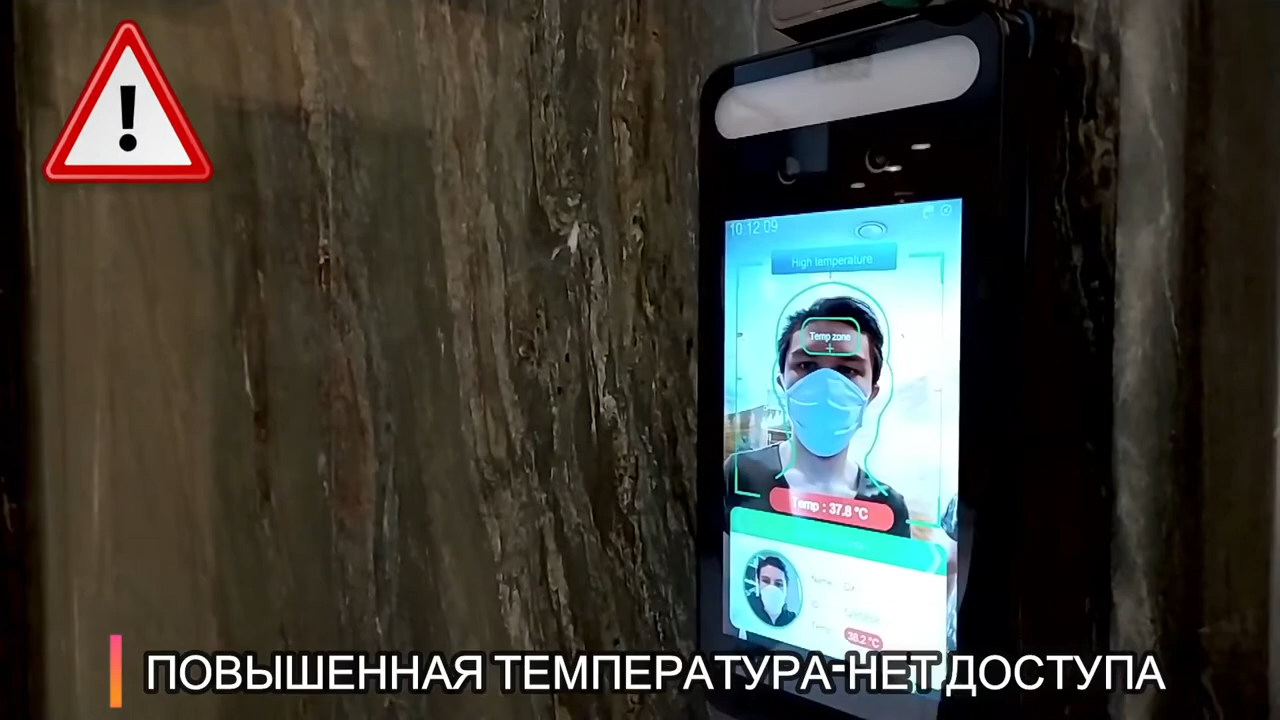 10:12:09
High temperature
Temp zone
Temp : 37.8 °C
Name :
ID :
Temp :
38.2 °C
ПОВЫШЕННАЯ ТЕМПЕРАТУРА-НЕТ ДОСТУПА